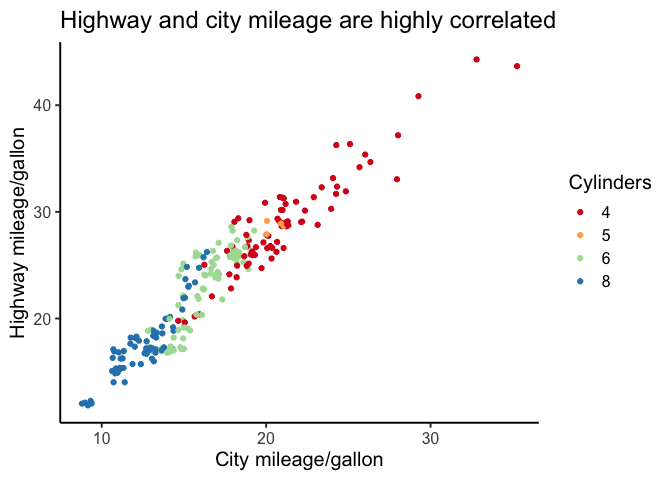 Highway and city mileage are highly correlated
Highway mileage/gallon
40
30
20
10
20
30
City mileage/gallon
Cylinders
4
5
6
8